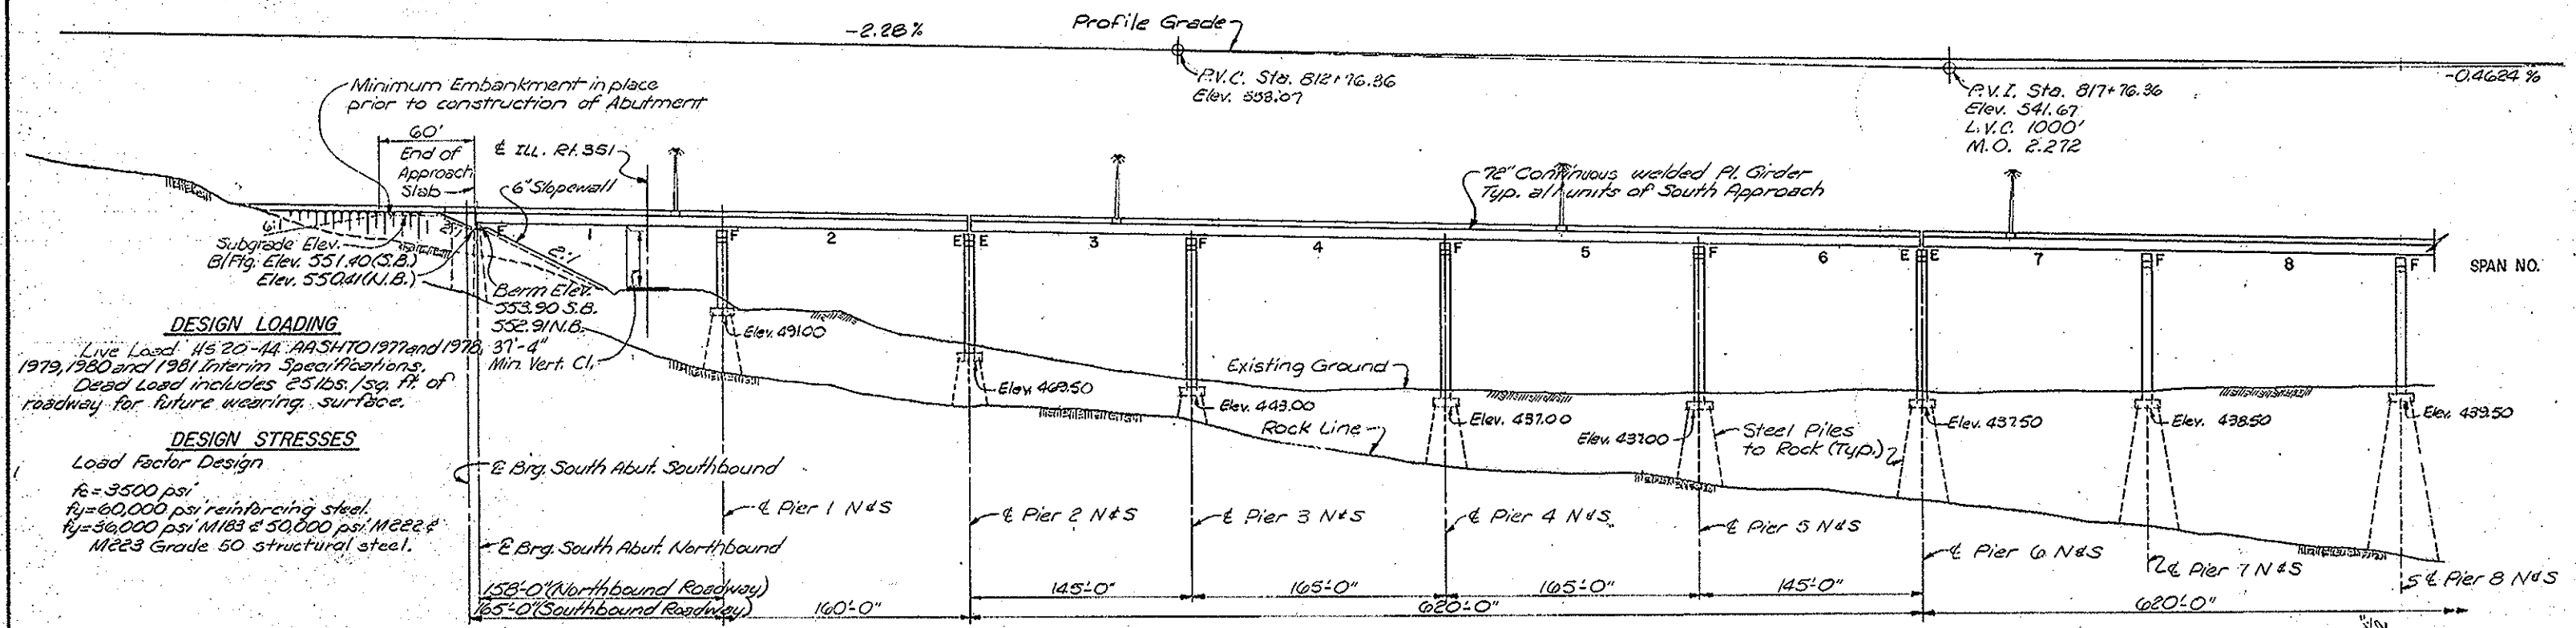 -2.28%
Profile Grade
P.V.C. Sta. 812+76.36
Elev. 553.07
-0.4624%
P.V.I. Sta. 817+76.36
Elev. 541.67
L.V.C. 1000'
M.O. 2.272
Minimum Embankment in place
prior to construction of Abutment
60'
End of
Approach
Slab
℄ ILL. Rt. 351
6" Slopewall
72" Continuous welded Pl. Girder
Typ. all units of South Approach
6:1
2:1
E
1
F
2
E E
3
F
4
F
5
F
6
E E
7
F
8
F
SPAN NO.
Subgrade Elev.
B/Ftg. Elev. 551.40 (S.B.)
Elev. 550.41 (N.B.)
2:1
Berm Elev.
553.90 S.B.
552.91 N.B.
37'-4"
Min. Vert. Cl.
Elev. 491.00
Elev. 469.50
Elev. 443.00
Elev. 437.00
Elev. 437.00
Elev. 437.50
Elev. 438.50
Elev. 439.50
Existing Ground
Rock Line
Steel Piles
to Rock (Typ.)
DESIGN LOADING
Live Load HS 20-44 AASHTO 1977 and 1978,
1979, 1980 and 1981 Interim Specifications.
Dead Load includes 25 lbs./sq. ft. of
roadway for future wearing surface.
DESIGN STRESSES
Load Factor Design
fc = 3500 psi
fy = 60,000 psi reinforcing steel.
fy = 36,000 psi M183 & 50,000 psi M222 &
M223 Grade 50 structural steel.
℄ Brg. South Abut. Southbound
℄ Brg. South Abut. Northbound
℄ Pier 1 N & S
℄ Pier 2 N & S
℄ Pier 3 N & S
℄ Pier 4 N & S
℄ Pier 5 N & S
℄ Pier 6 N & S
℄ Pier 7 N & S
℄ Pier 8 N & S
158'-0" (Northbound Roadway)
165'-0" (Southbound Roadway)
160'-0"
145'-0"
165'-0"
165'-0"
145'-0"
620'-0"
620'-0"